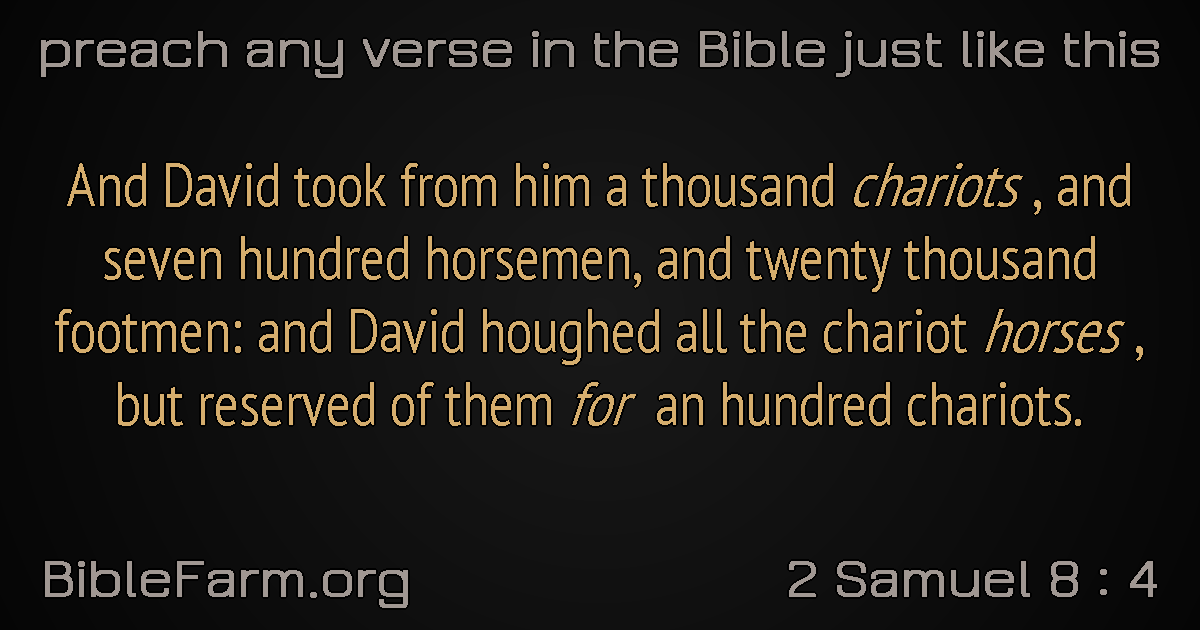 preach any verse in the Bible just like this
And David took from him a thousand chariots , and
seven hundred horsemen, and twenty thousand
footmen: and David houghed all the chariot horses ,
but reserved of them for an hundred chariots.
BibleFarm.org
2 Samuel 8 : 4